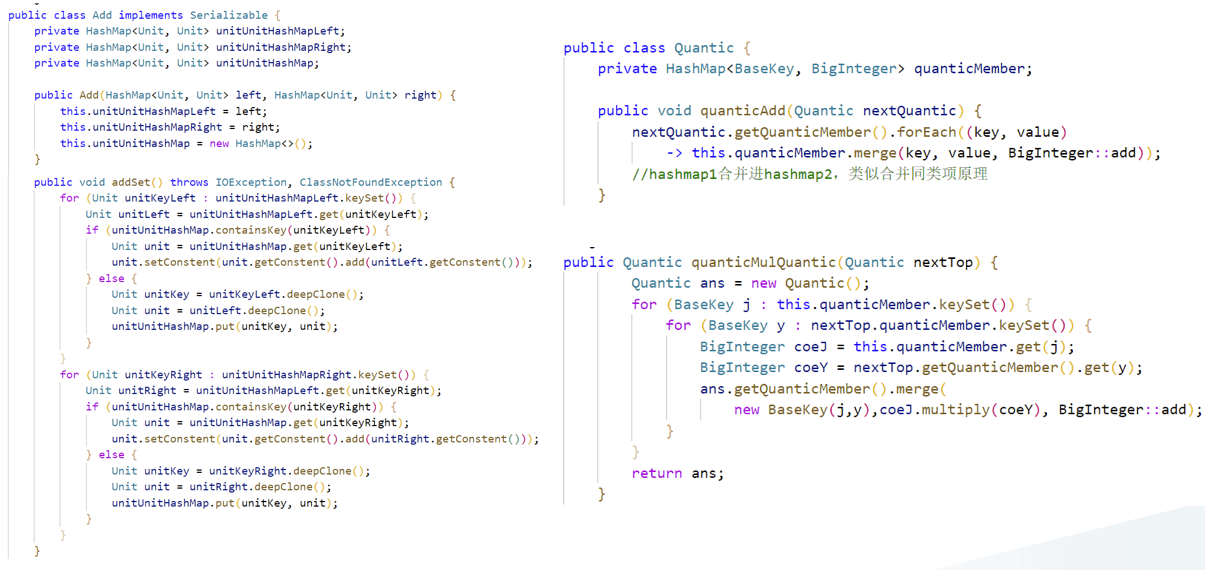 public class Add implements Serializable {
private HashMap<Unit, Unit> unitUnitHashMapLeft;
private HashMap<Unit, Unit> unitUnitHashMapRight;
private HashMap<Unit, Unit> unitUnitHashMap;
public Add(HashMap<Unit, Unit> left, HashMap<Unit, Unit> right) {
this.unitUnitHashMapLeft = left;
this.unitUnitHashMapRight = right;
this.unitUnitHashMap = new HashMap<>();
}
public void addSet() throws IOException, ClassNotFoundException {
for (Unit unitKeyLeft : unitUnitHashMapLeft.keySet()) {
Unit unitLeft = unitUnitHashMapLeft.get(unitKeyLeft);
if (unitUnitHashMap.containsKey(unitKeyLeft)) {
Unit unit = unitUnitHashMap.get(unitKeyLeft);
unit.setConstent(unit.getConstent().add(unitLeft.getConstent()));
} else {
Unit unitKey = unitKeyLeft.deepClone();
Unit unit = unitLeft.deepClone();
unitUnitHashMap.put(unitKey, unit);
}
}
for (Unit unitKeyRight : unitUnitHashMapRight.keySet()) {
Unit unitRight = unitUnitHashMapLeft.get(unitKeyRight);
if (unitUnitHashMap.containsKey(unitKeyRight)) {
Unit unit = unitUnitHashMap.get(unitKeyRight);
unit.setConstent(unit.getConstent().add(unitRight.getConstent()));
} else {
Unit unitKey = unitKeyRight.deepClone();
Unit unit = unitRight.deepClone();
unitUnitHashMap.put(unitKey, unit);
}
}
}
public class Quantic {
private HashMap<BaseKey, BigInteger> quanticMember;
public void quanticAdd(Quantic nextQuantic) {
nextQuantic.getQuanticMember().forEach((key, value)
-> this.quanticMember.merge(key, value, BigInteger::add));
//hashmap1合并进hashmap2，类似合并同类项原理
}
public Quantic quanticMulQuantic(Quantic nextTop) {
Quantic ans = new Quantic();
for (BaseKey j : this.quanticMember.keySet()) {
for (BaseKey y : nextTop.quanticMember.keySet()) {
BigInteger coeJ = this.quanticMember.get(j);
BigInteger coeY = nextTop.getQuanticMember().get(y);
ans.getQuanticMember().merge(
new BaseKey(j,y),coeJ.multiply(coeY), BigInteger::add);
}
}
return ans;
}